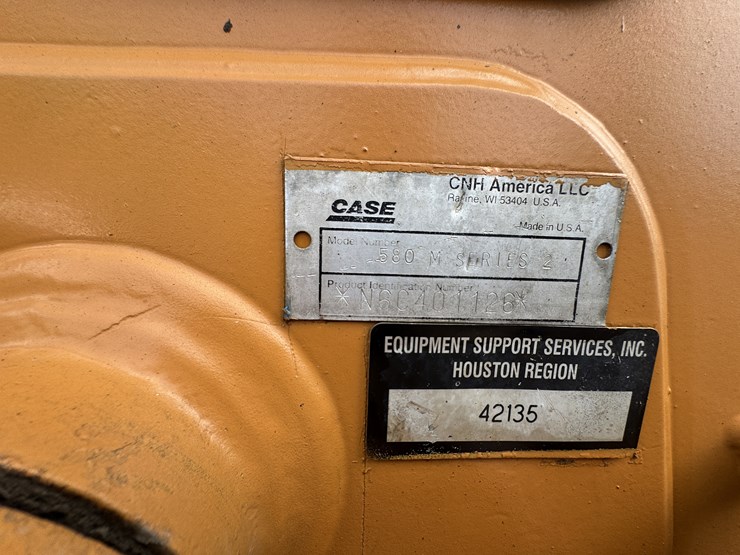 CNH America LLC
Racine, WI 53404 U.S.A.
CASE
Made in U.S.A.
Model Number
580 M SERIES 2
Product Identification Number
EQUIPMENT SUPPORT SERVICES, INC.
HOUSTON REGION
42135